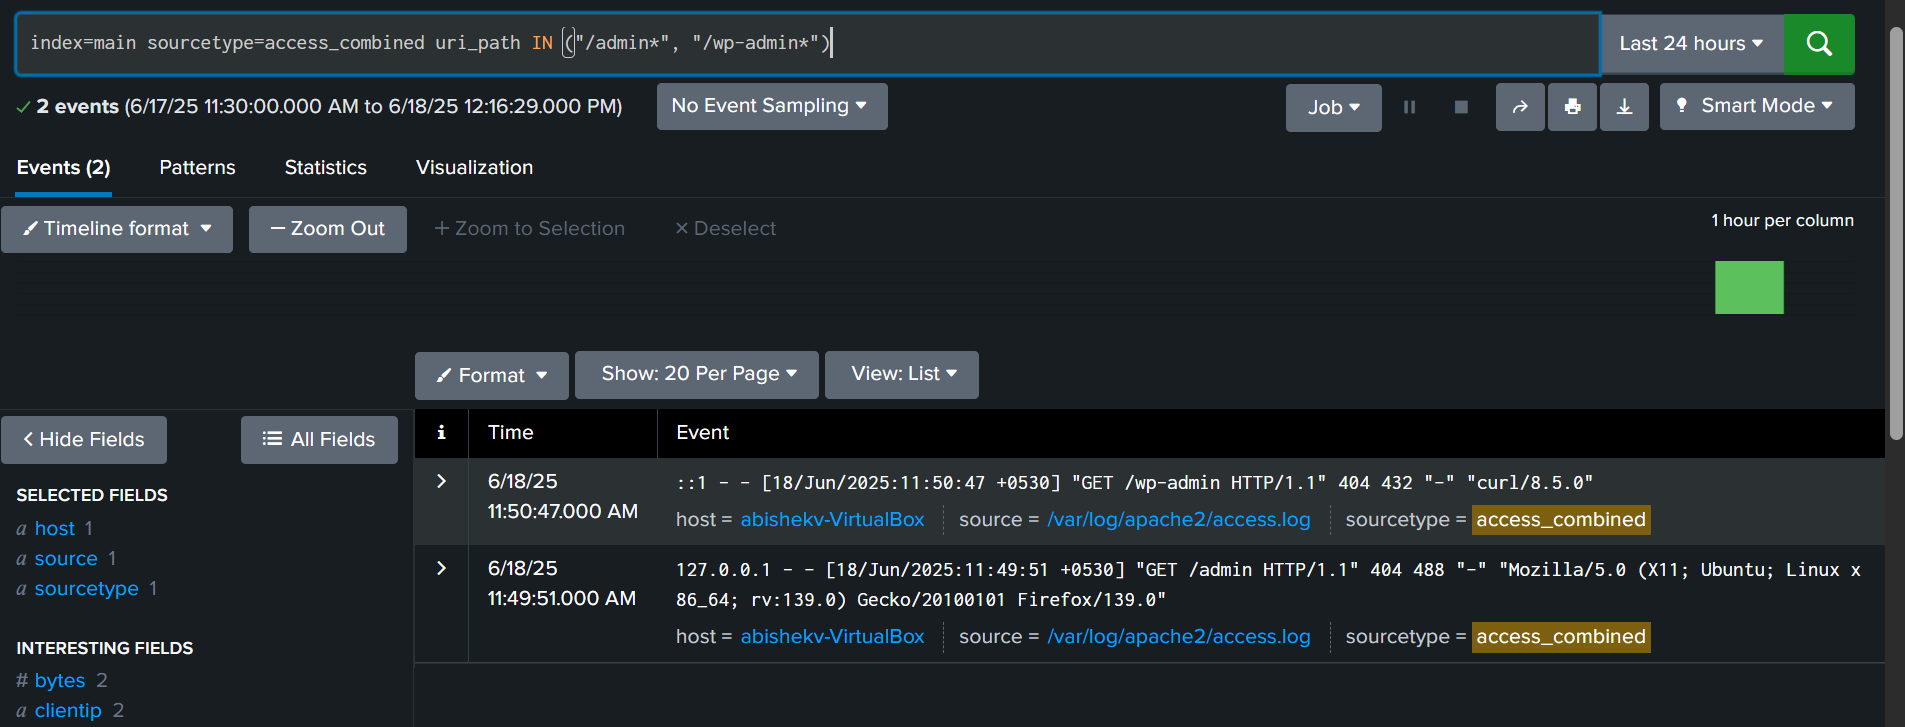 index=main sourcetype=access_combined uri_path IN ("/admin*", "/wp-admin*")
Last 24 hours
2 events (6/17/25 11:30:00.000 AM to 6/18/25 12:16:29.000 PM)
No Event Sampling
Job
Smart Mode
Events (2)
Patterns
Statistics
Visualization
Timeline format
— Zoom Out
+ Zoom to Selection
× Deselect
1 hour per column
Format
Show: 20 Per Page
View: List
< Hide Fields
All Fields
i
Time
Event
SELECTED FIELDS
a host 1
a source 1
a sourcetype 1
INTERESTING FIELDS
# bytes 2
a clientip 2
6/18/25
11:50:47.000 AM
::1 - - [18/Jun/2025:11:50:47 +0530] "GET /wp-admin HTTP/1.1" 404 432 "-" "curl/8.5.0"
host = abishekv-VirtualBox
source = /var/log/apache2/access.log
sourcetype = access_combined
6/18/25
11:49:51.000 AM
127.0.0.1 - - [18/Jun/2025:11:49:51 +0530] "GET /admin HTTP/1.1" 404 488 "-" "Mozilla/5.0 (X11; Ubuntu; Linux x
86_64; rv:139.0) Gecko/20100101 Firefox/139.0"
host = abishekv-VirtualBox
source = /var/log/apache2/access.log
sourcetype = access_combined